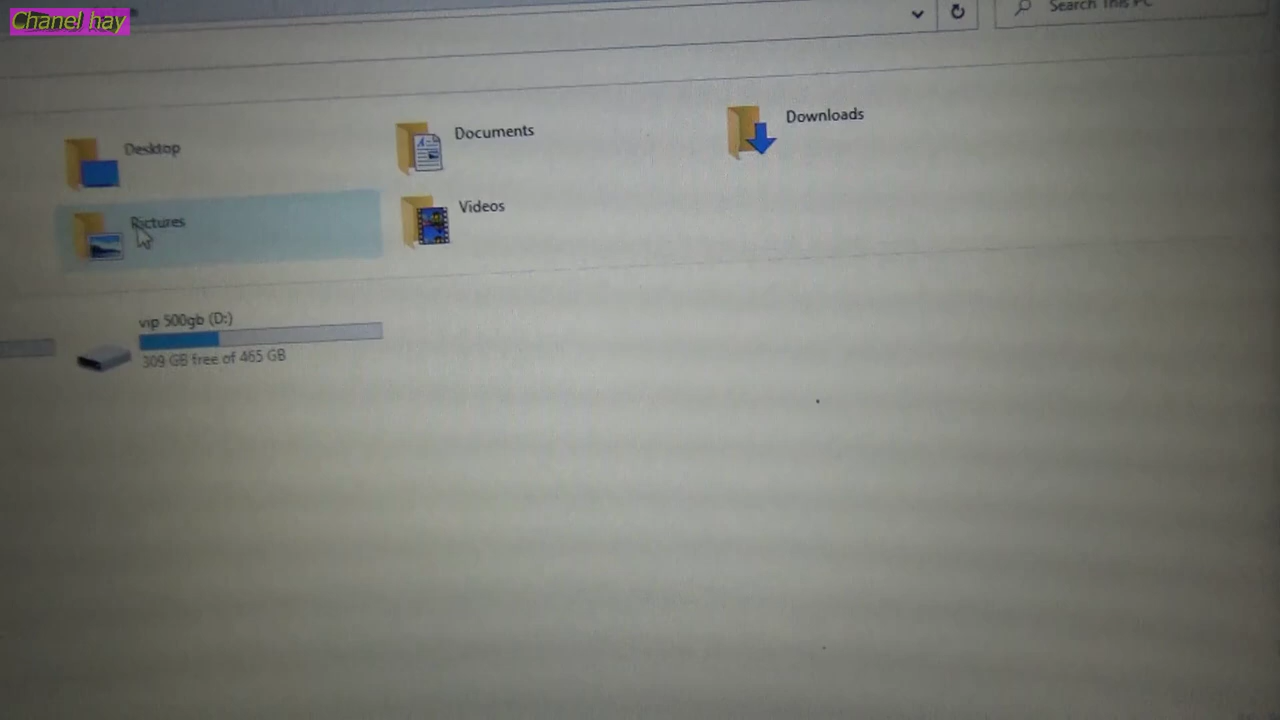 Chanel hay
Search This PC
Desktop
Documents
Downloads
Pictures
Videos
vip 500gb (D:)
309 GB free of 465 GB